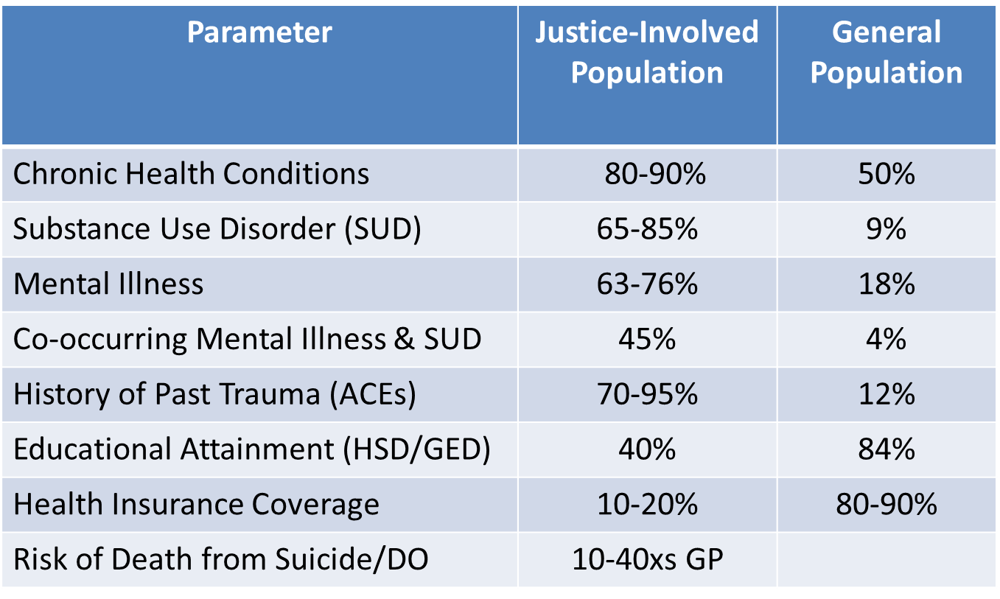 Parameter Justice-Involved Population General Population
Chronic Health Conditions 80-90% 50%
Substance Use Disorder (SUD) 65-85% 9%
Mental Illness 63-76% 18%
Co-occurring Mental Illness & SUD 45% 4%
History of Past Trauma (ACEs) 70-95% 12%
Educational Attainment (HSD/GED) 40% 84%
Health Insurance Coverage 10-20% 80-90%
Risk of Death from Suicide/DO 10-40xs GP